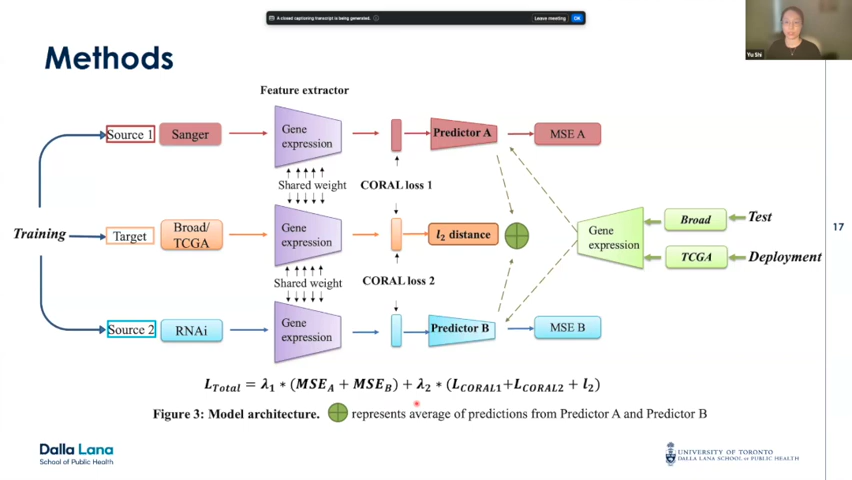 A closed captioning transcript is being generated.
Leave meeting
OK
Yu Shi
Methods
Feature extractor
Source 1
Sanger
Gene
expression
Predictor A
MSE A
Shared weight
CORAL loss 1
Training
Target
Broad/
TCGA
Gene
expression
l2 distance
Gene
expression
Broad
Test
TCGA
Deployment
17
Shared weight
CORAL loss 2
Source 2
RNAi
Gene
expression
Predictor B
MSE B
L_Total = λ1 * (MSE_A + MSE_B) + λ2 * (L_CORAL1+L_CORAL2 + l2)
Figure 3: Model architecture. ⊕ represents average of predictions from Predictor A and Predictor B
Dalla Lana
School of Public Health
UNIVERSITY OF TORONTO
DALLA LANA SCHOOL OF PUBLIC HEALTH